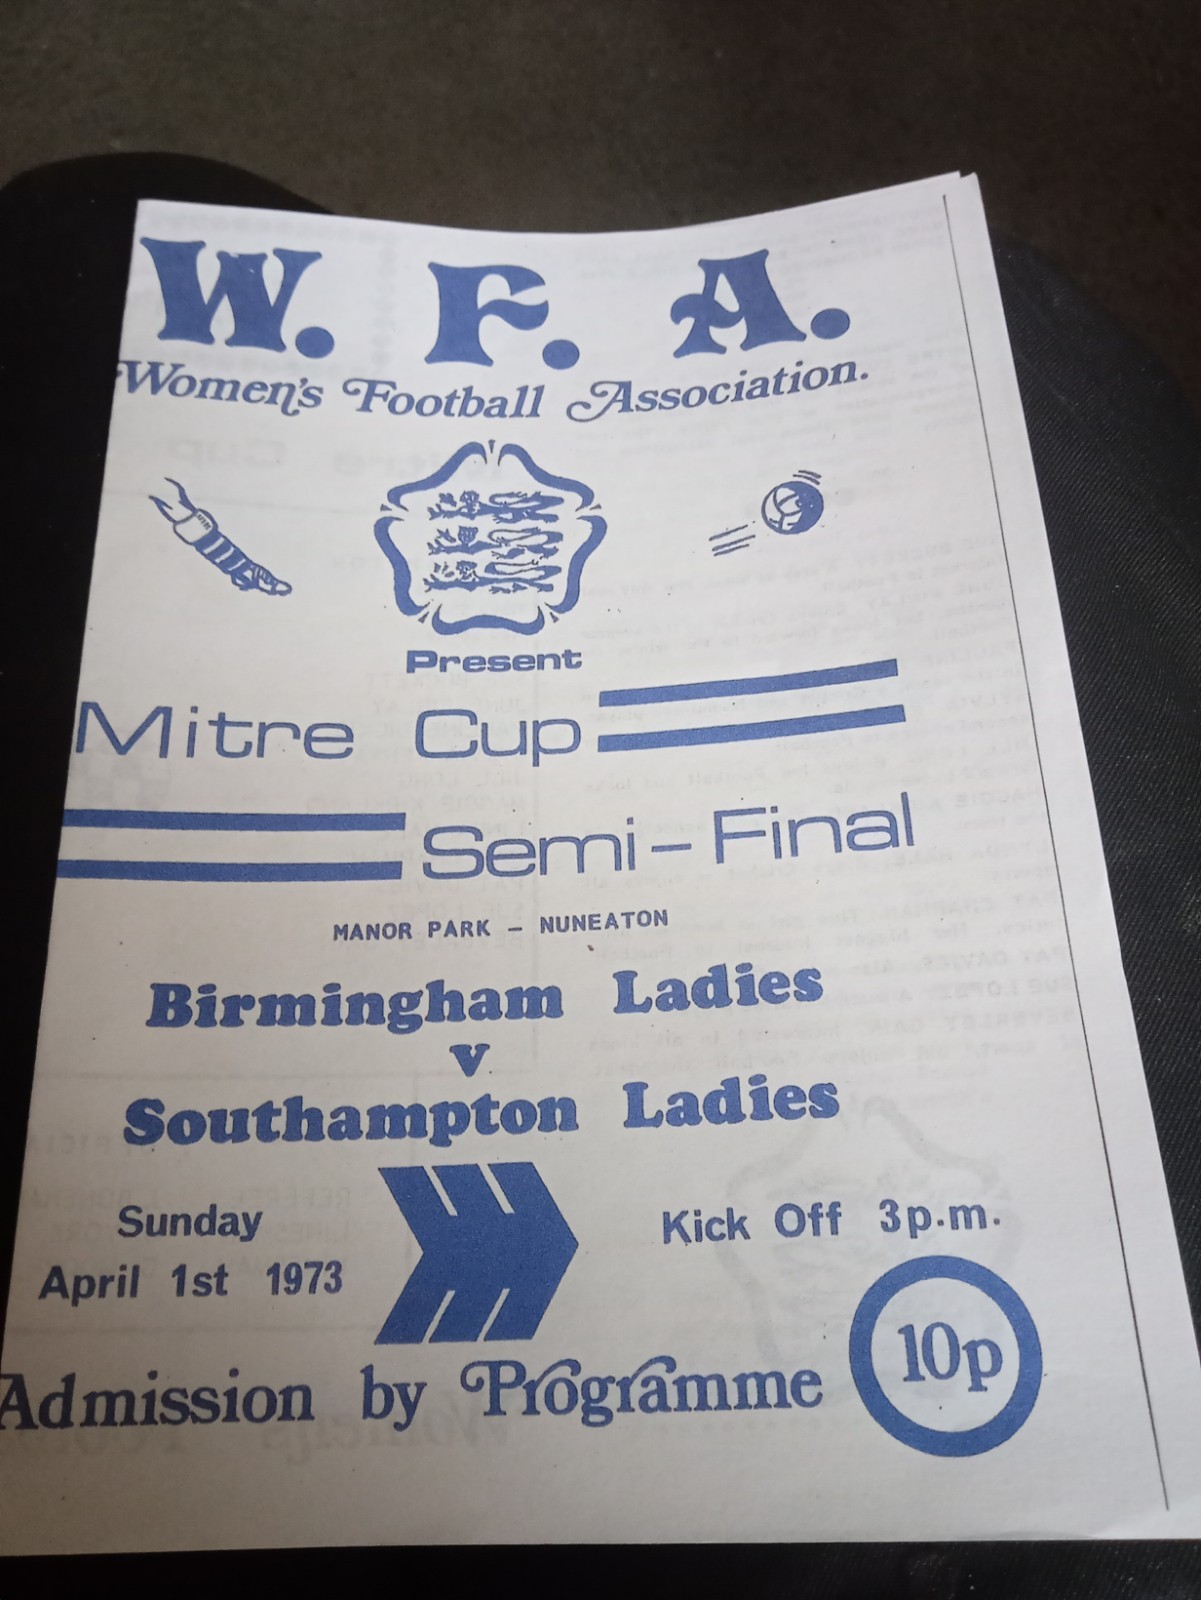 W. F. A.
Women's Football Association.
Present
Mitre Cup
Semi-Final
MANOR PARK - NUNEATON
Birmingham Ladies
v
Southampton Ladies
Sunday
April 1st 1973
Kick Off 3p.m.
Admission by Programme
10p